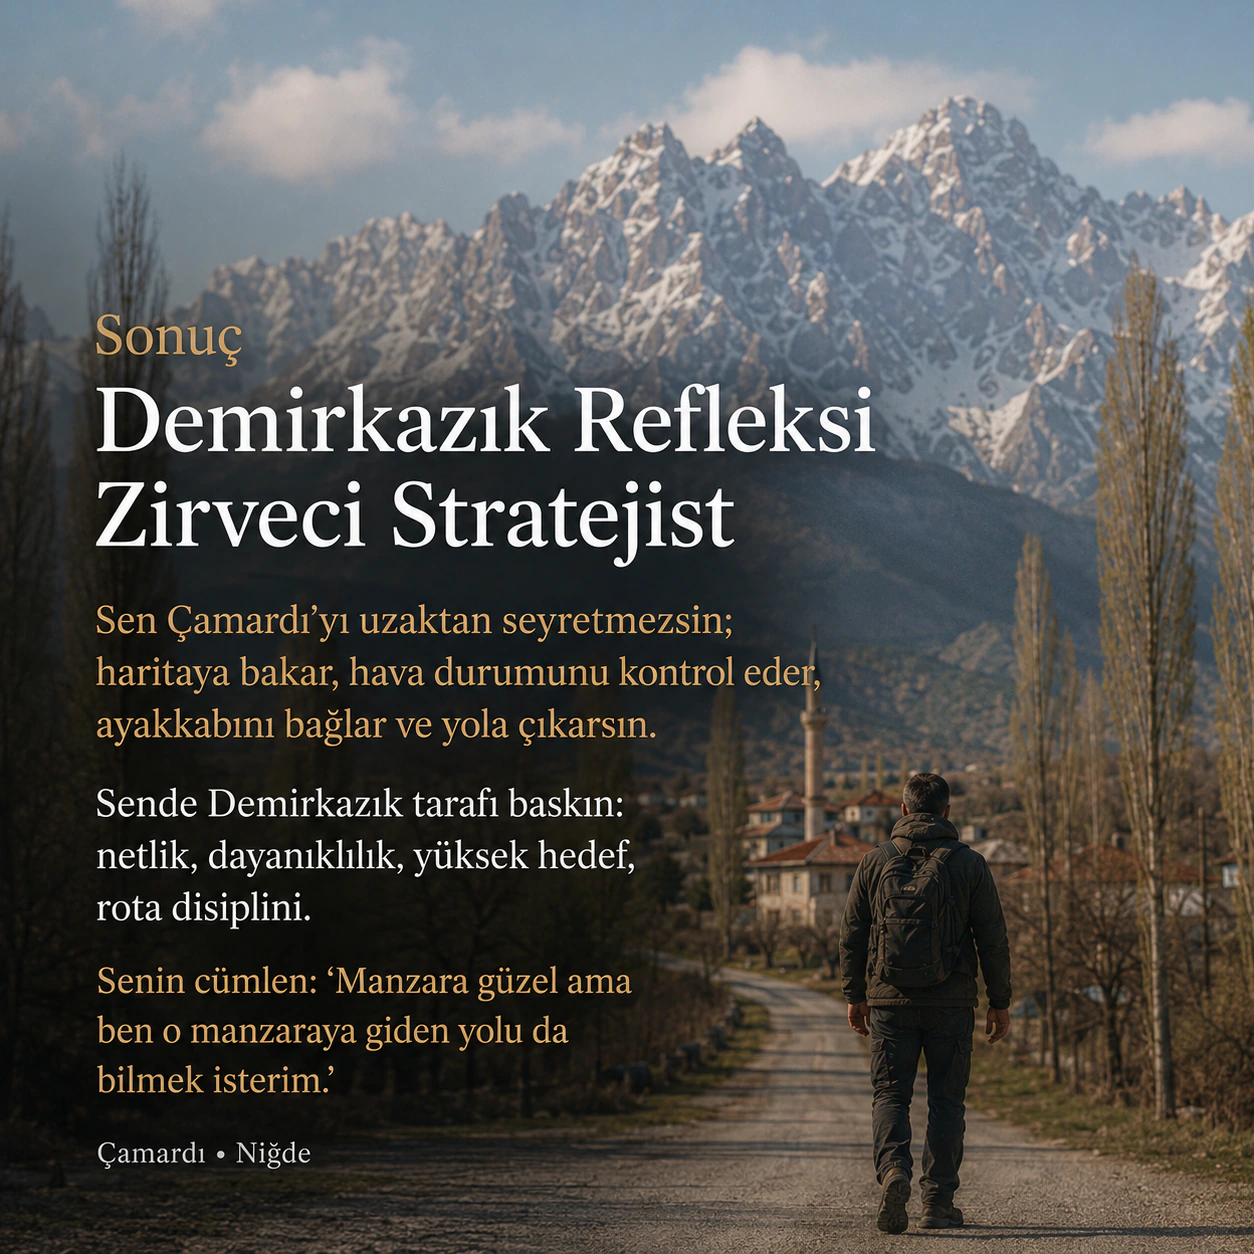 Sonuç
Demirkazık Refleksi
Zirveci Stratejist
Sen Çamardı’yı uzaktan seyretmezsin;
haritaya bakar, hava durumunu kontrol eder,
ayakkabını bağlar ve yola çıkarsın.
Sende Demirkazık tarafı baskın:
netlik, dayanıklılık, yüksek hedef,
rota disiplini.
Senin cümlen: ‘Manzara güzel ama
ben o manzaraya giden yolu da
bilmek isterim.’
Çamardı • Niğde